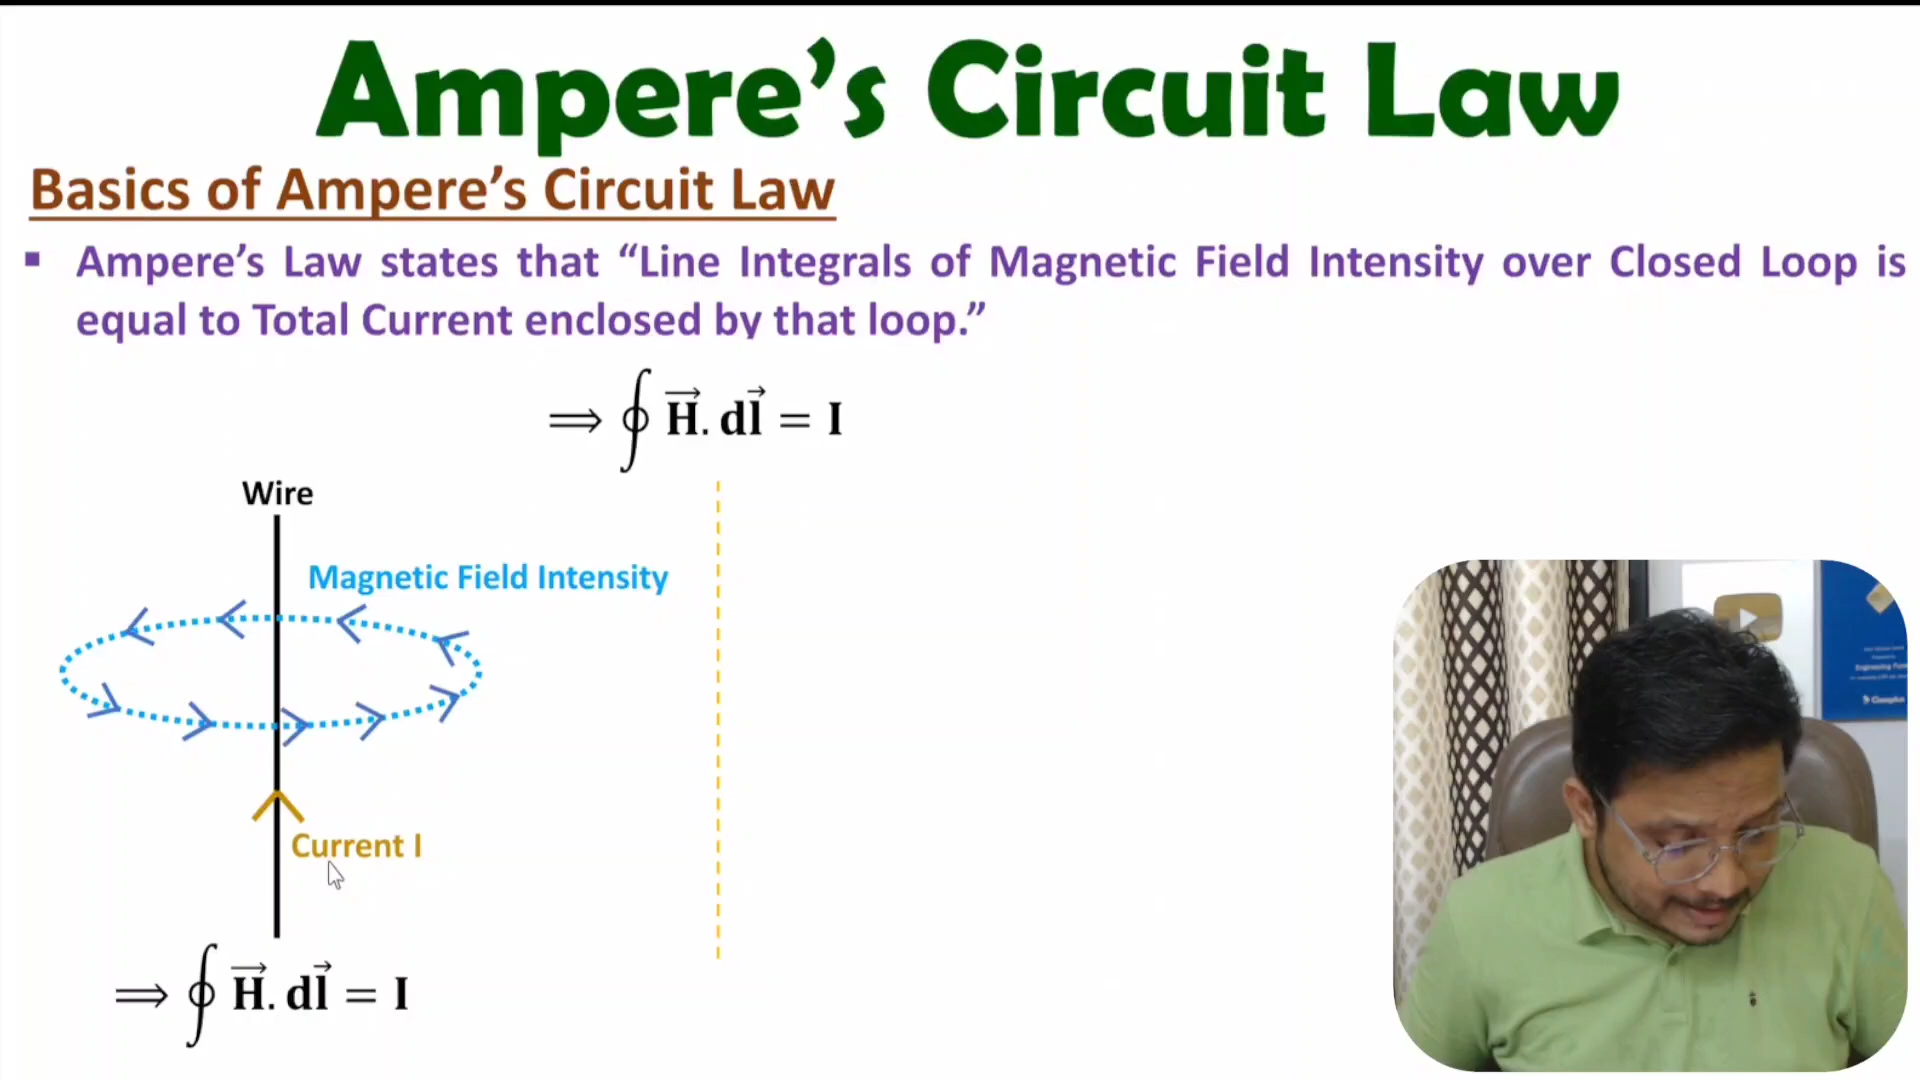 Ampere’s Circuit Law
Basics of Ampere’s Circuit Law
▪ Ampere’s Law states that “Line Integrals of Magnetic Field Intensity over Closed Loop is
equal to Total Current enclosed by that loop.”
⟹ ∮ H⃗. dl⃗ = I
Wire
Magnetic Field Intensity
Current I
⟹ ∮ H⃗. dl⃗ = I